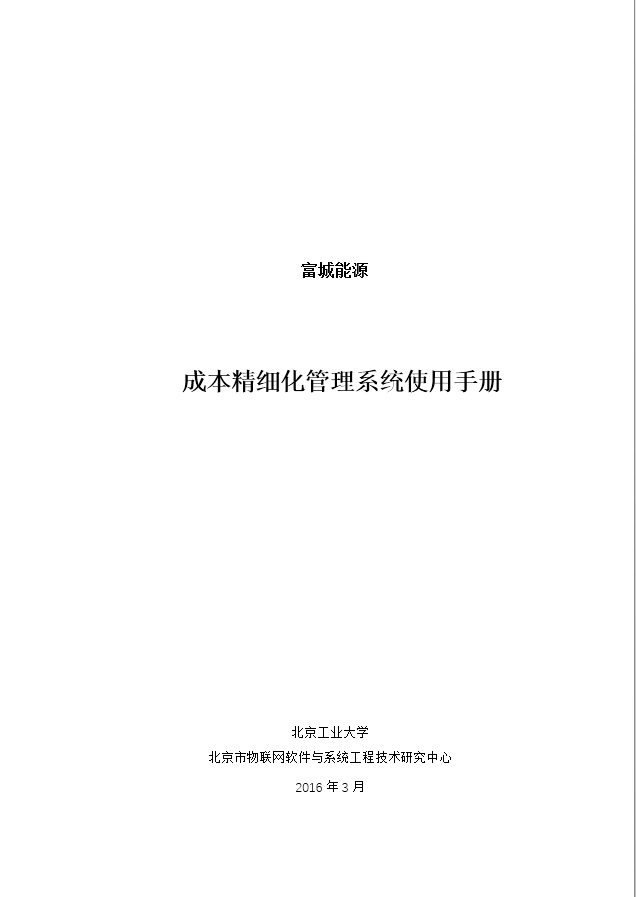 富城能源
成本精细化管理系统使用手册
北京工业大学
北京市物联网软件与系统工程技术研究中心
2016 年 3 月